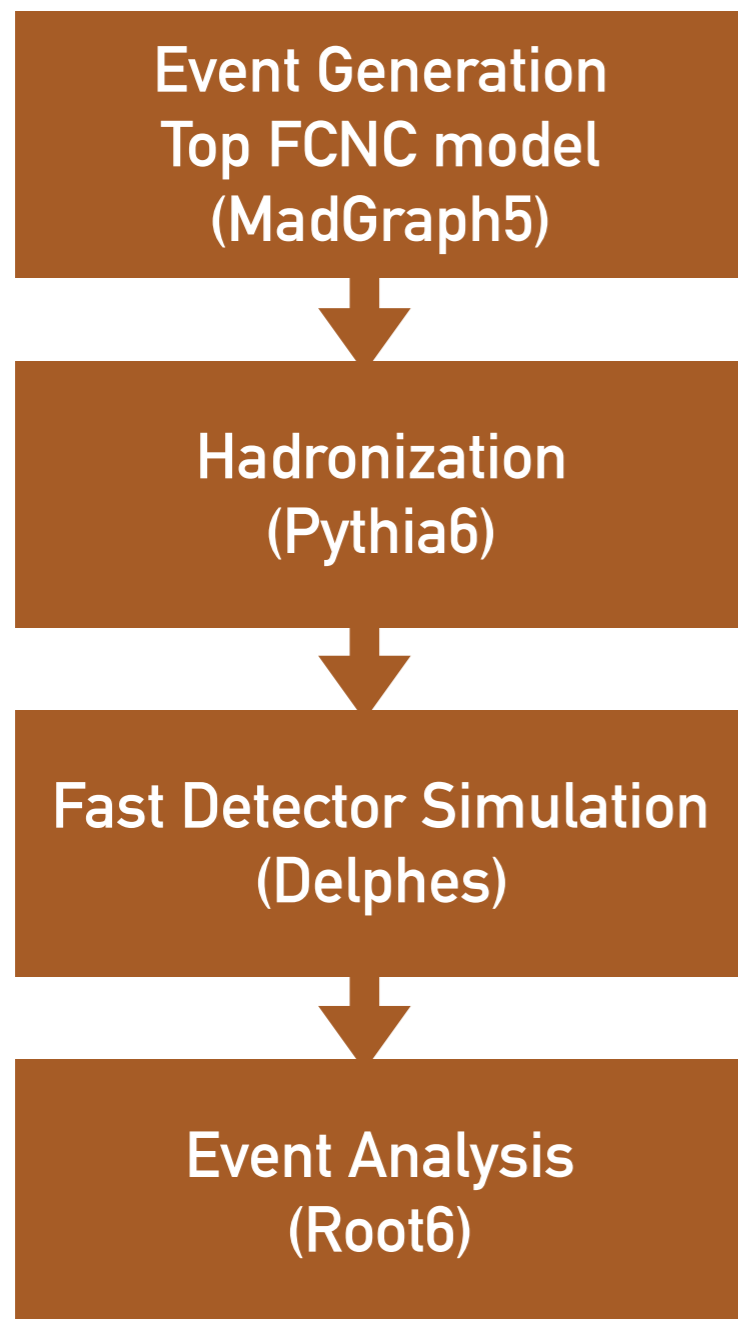 Event Generation
Top FCNC model
(MadGraph5)
Hadronization
(Pythia6)
Fast Detector Simulation
(Delphes)
Event Analysis
(Root6)